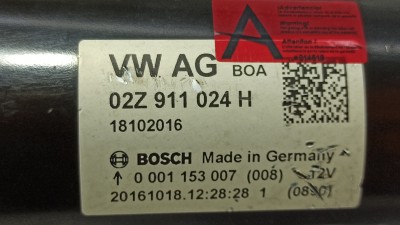 A
VW AG BOA
02Z 911 024 H
18102016
BOSCH Made in Germany
0 001 153 007 (008) 12V
20161018.12:28:28 1 (0890)